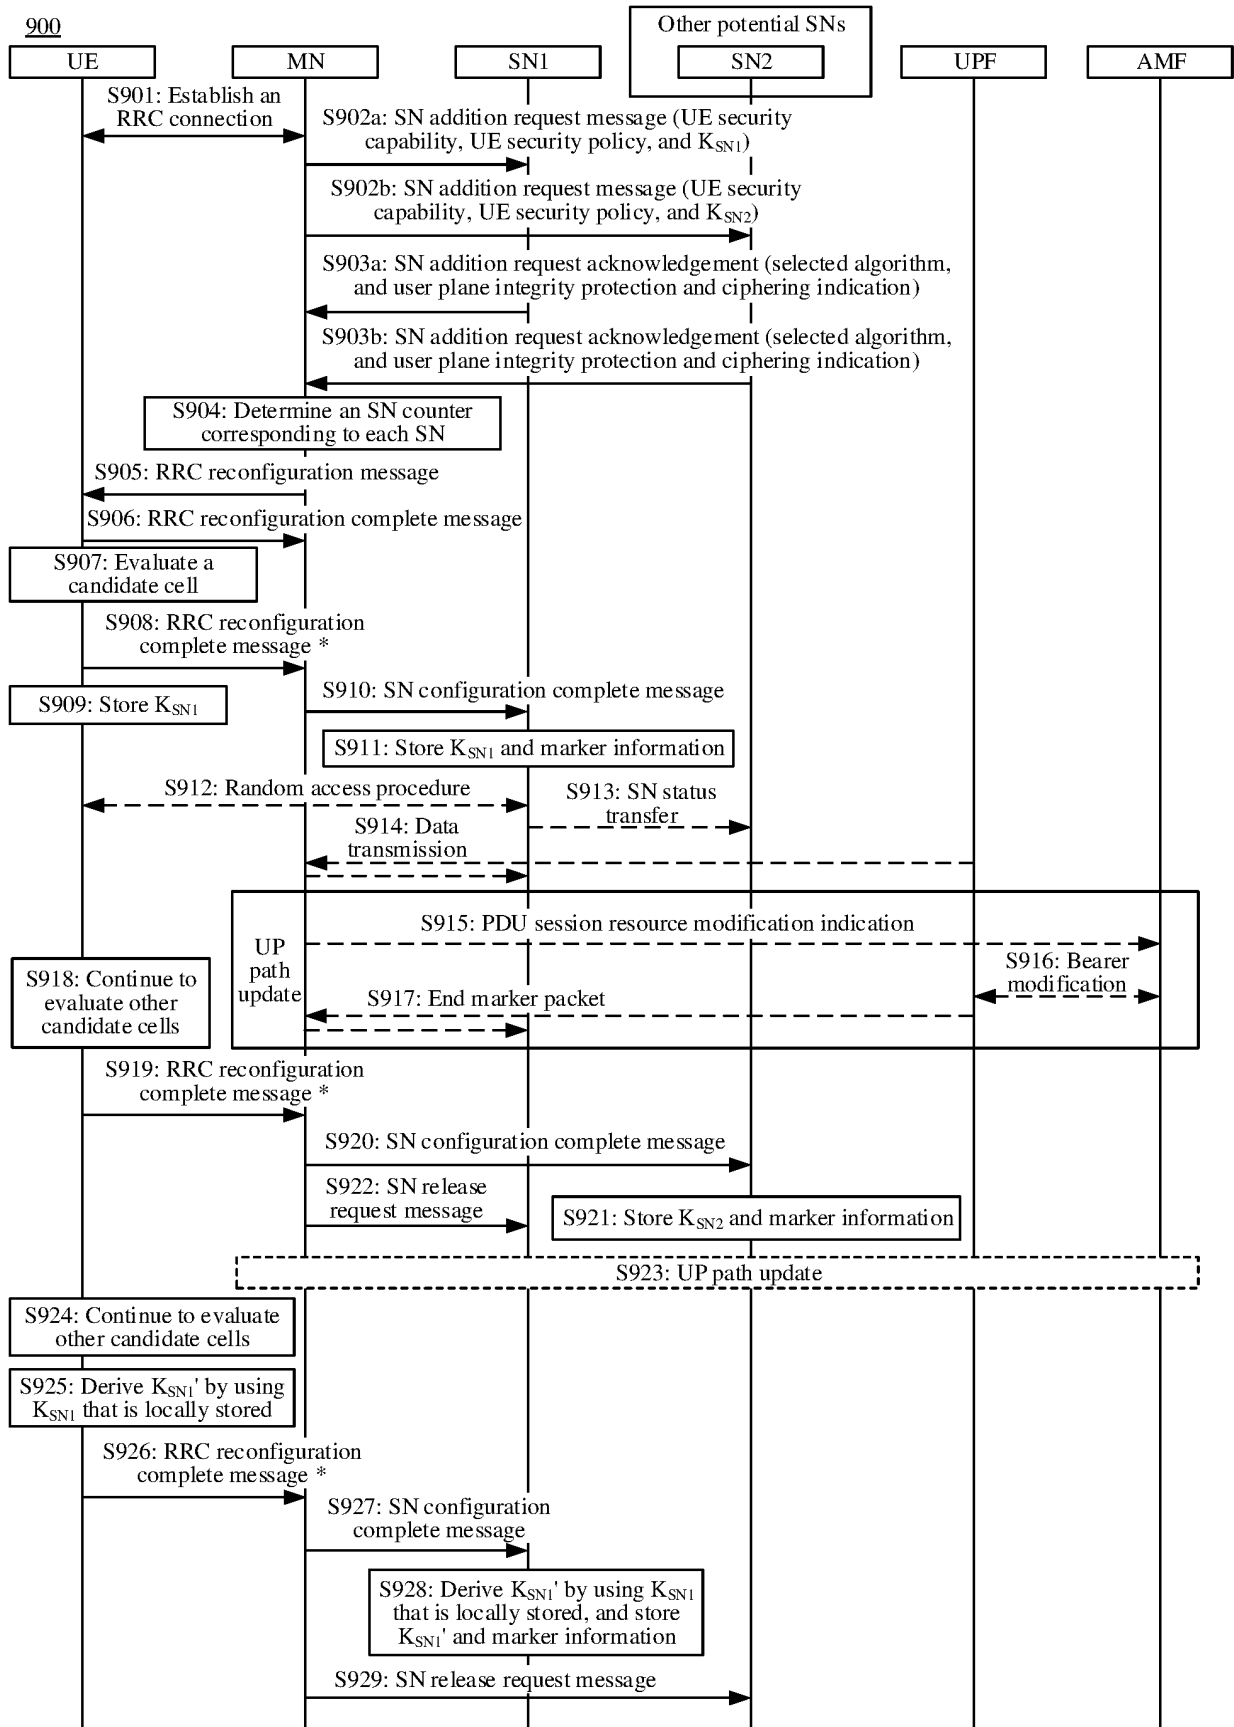 900
Other potential SNs
UE
MN
SN1
SN2
UPF
AMF
S901: Establish an
RRC connection
S902a: SN addition request message (UE security
capability, UE security policy, and KSN1)
S902b: SN addition request message (UE security
capability, UE security policy, and KSN2)
S903a: SN addition request acknowledgement (selected algorithm,
and user plane integrity protection and ciphering indication)
S903b: SN addition request acknowledgement (selected algorithm,
and user plane integrity protection and ciphering indication)
S904: Determine an SN counter
corresponding to each SN
S905: RRC reconfiguration message
S906: RRC reconfiguration complete message
S907: Evaluate a
candidate cell
S908: RRC reconfiguration
complete message *
S909: Store KSN1
S910: SN configuration complete message
S911: Store KSN1 and marker information
S912: Random access procedure
S913: SN status
transfer
S914: Data
transmission
UP
path
update
S915: PDU session resource modification indication
S916: Bearer
modification
S917: End marker packet
S918: Continue to
evaluate other
candidate cells
S919: RRC reconfiguration
complete message *
S920: SN configuration complete message
S922: SN release
request message
S921: Store KSN2 and marker information
S923: UP path update
S924: Continue to evaluate
other candidate cells
S925: Derive KSN1' by using
KSN1 that is locally stored
S926: RRC reconfiguration
complete message *
S927: SN configuration
complete message
S928: Derive KSN1' by using KSN1
that is locally stored, and store
KSN1' and marker information
S929: SN release request message